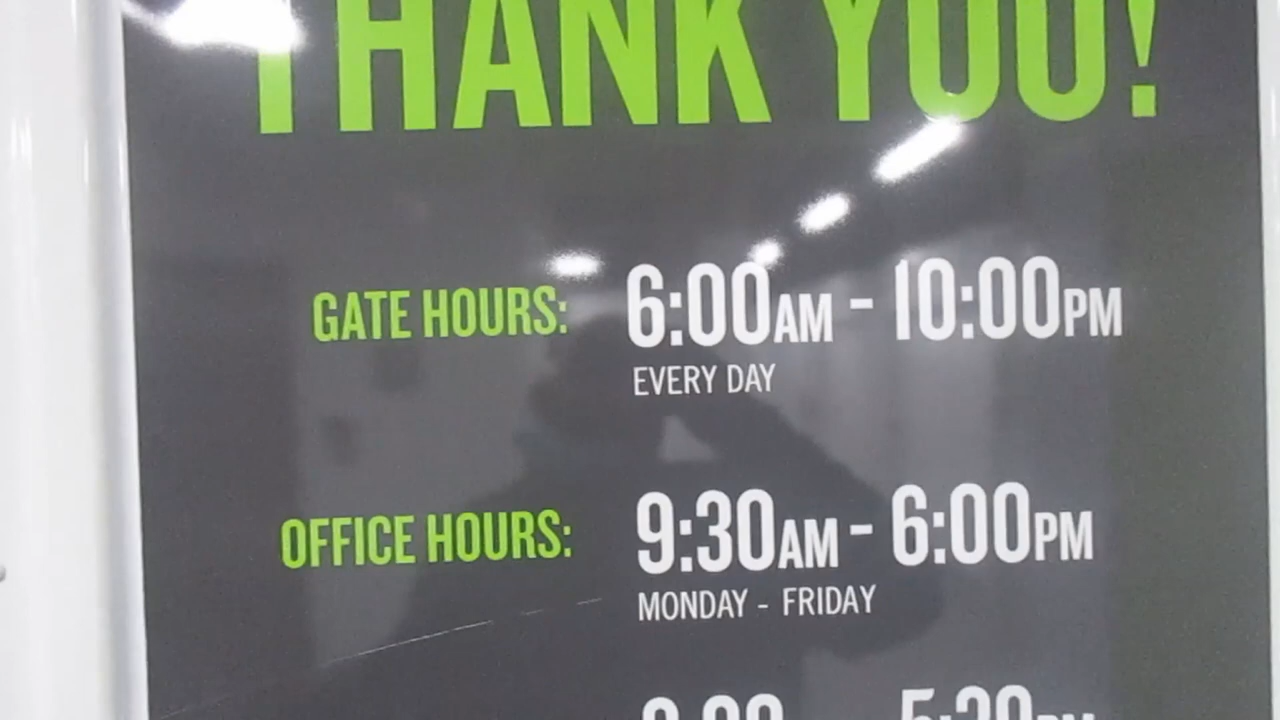 THANK YOU!
GATE HOURS: 6:00AM - 10:00PM
EVERY DAY
OFFICE HOURS: 9:30AM - 6:00PM
MONDAY - FRIDAY